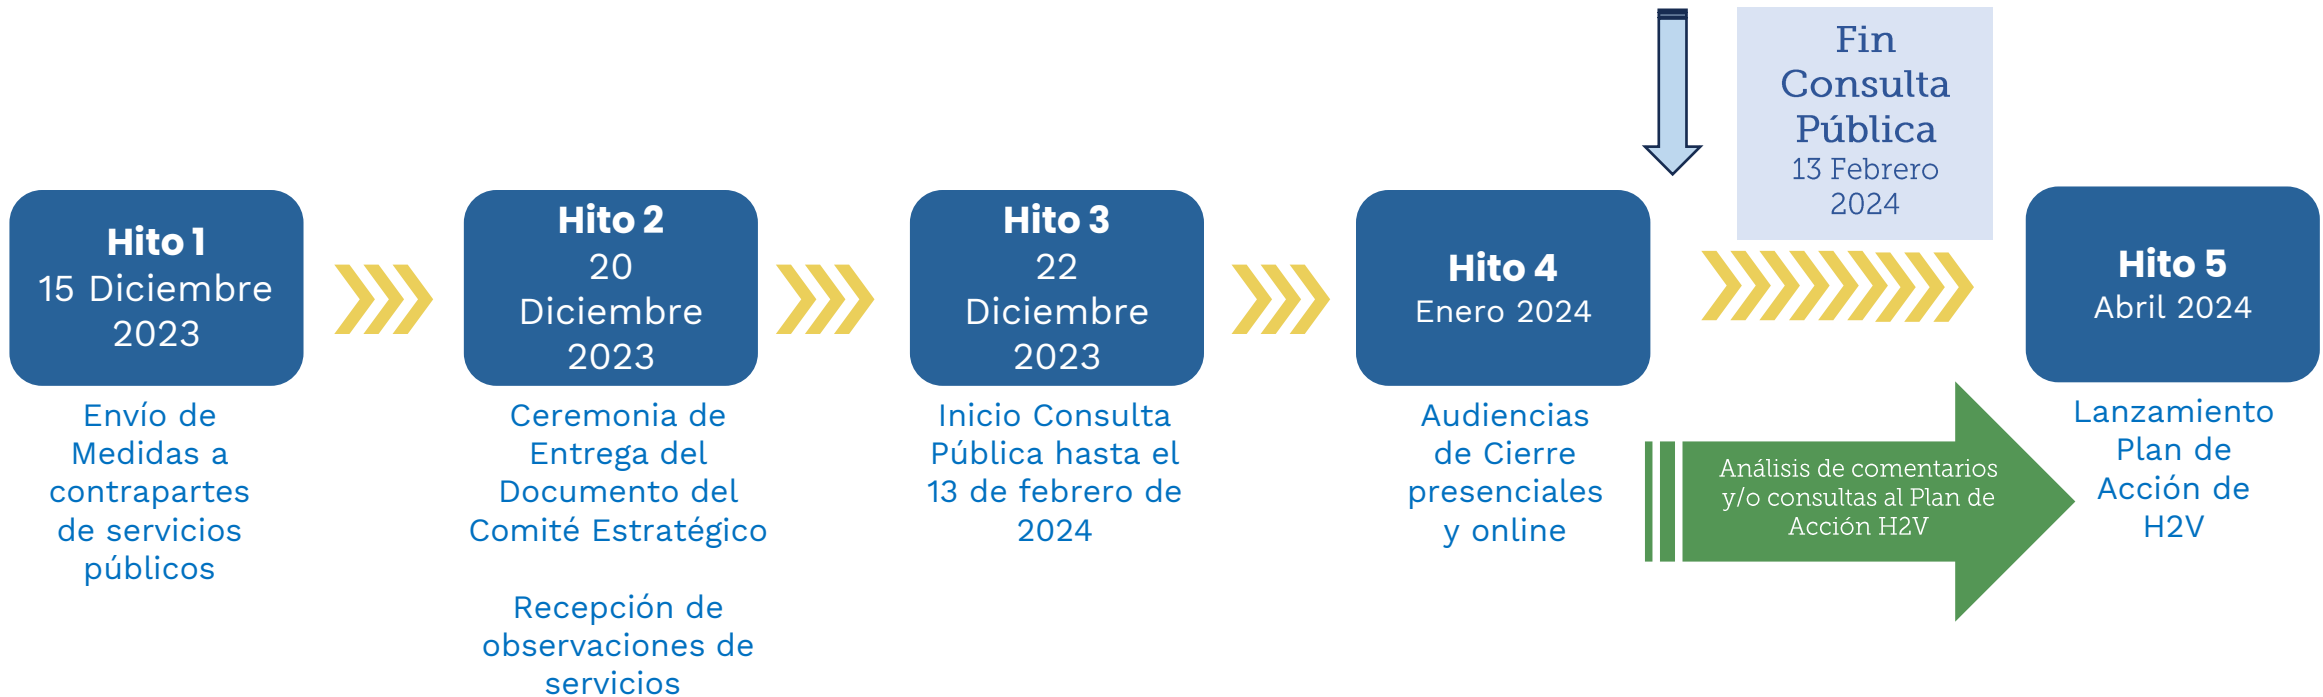 Hito 1
15 Diciembre
2023
Envío de
Medidas a
contrapartes
de servicios
públicos
Hito 2
20
Diciembre
2023
Ceremonia de
Entrega del
Documento del
Comité Estratégico
Recepción de
observaciones de
servicios
Hito 3
22
Diciembre
2023
Inicio Consulta
Pública hasta el
13 de febrero de
2024
Hito 4
Enero 2024
Audiencias
de Cierre
presenciales
y online
Fin
Consulta
Pública
13 Febrero
2024
Análisis de comentarios
y/o consultas al Plan de
Acción H2V
Hito 5
Abril 2024
Lanzamiento
Plan de
Acción de
H2V